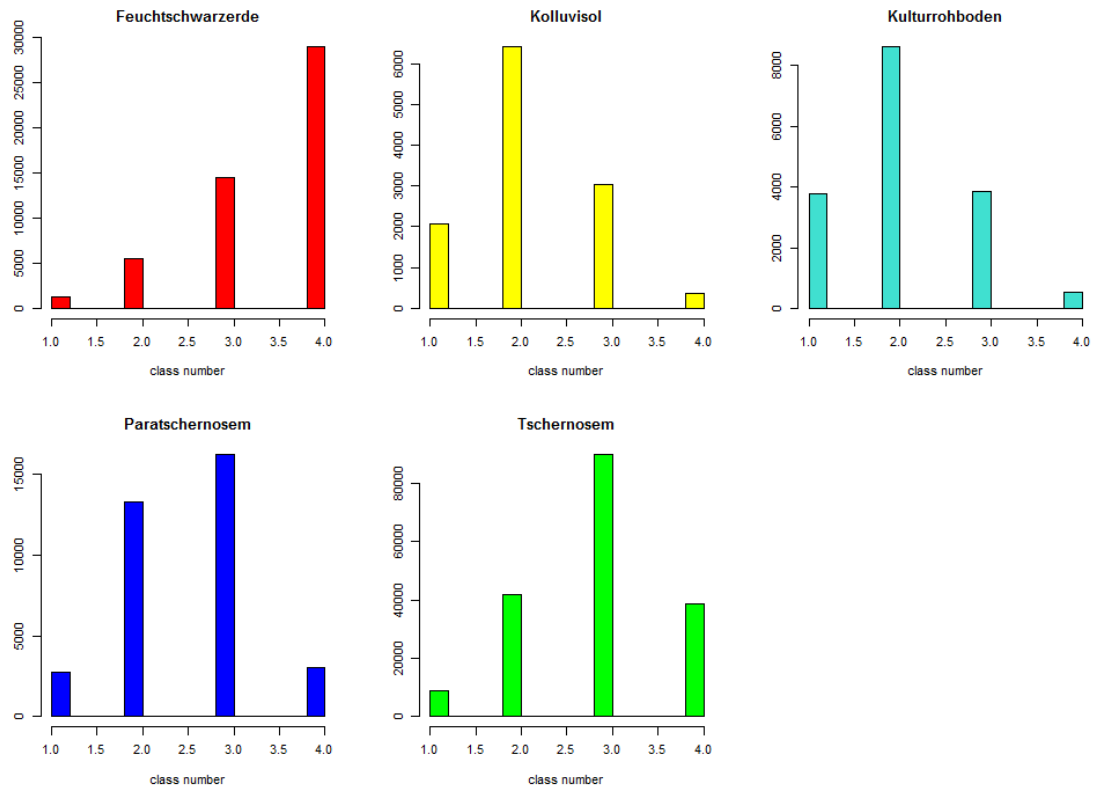 Feuchtschwarzerde
30000
25000
20000
15000
10000
5000
0
1.0 1.5 2.0 2.5 3.0 3.5 4.0
class number
Kolluvisol
6000
5000
4000
3000
2000
1000
0
1.0 1.5 2.0 2.5 3.0 3.5 4.0
class number
Kulturrohboden
8000
6000
4000
2000
0
1.0 1.5 2.0 2.5 3.0 3.5 4.0
class number
Paratschernosem
15000
10000
5000
0
1.0 1.5 2.0 2.5 3.0 3.5 4.0
class number
Tschernosem
80000
60000
40000
20000
0
1.0 1.5 2.0 2.5 3.0 3.5 4.0
class number